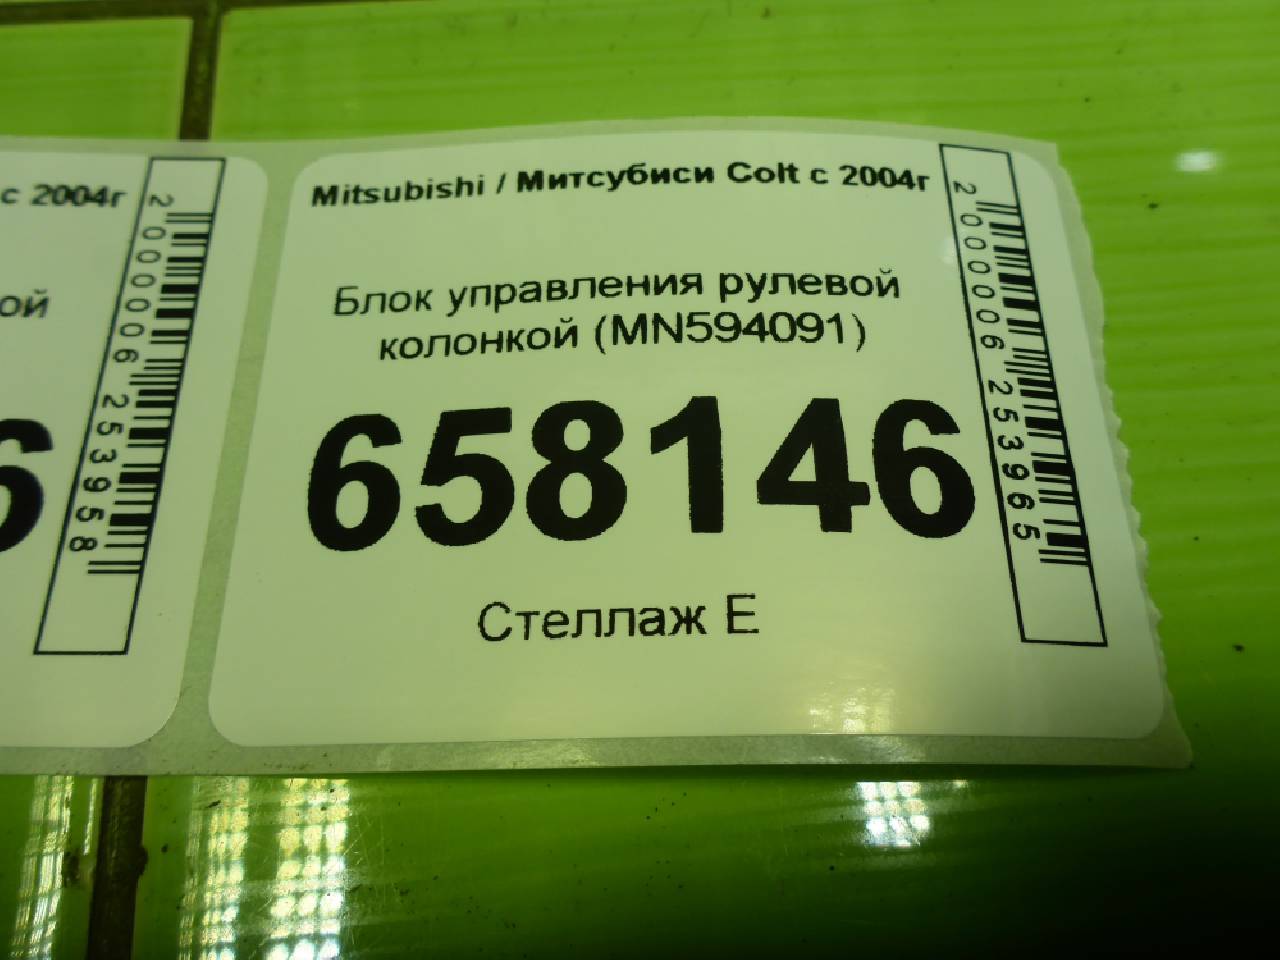 с 2004г
ой
6
2000006253958
Mitsubishi / Митсубиси Colt с 2004г
Блок управления рулевой
колонкой (MN594091)
658146
Стеллаж Е
2000006253965